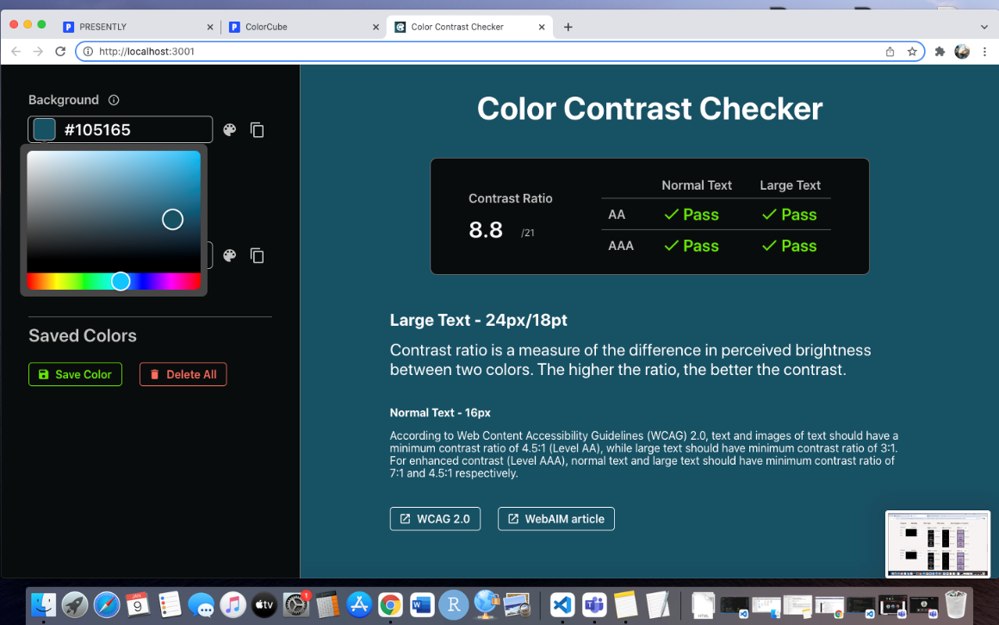 PRESENTLY
ColorCube
Color Contrast Checker
http://localhost:3001
Background
#105165
Saved Colors
Save Color
Delete All
Color Contrast Checker
Contrast Ratio
8.8 /21
Normal Text Large Text
AA Pass Pass
AAA Pass Pass
Large Text - 24px/18pt
Contrast ratio is a measure of the difference in perceived brightness
between two colors. The higher the ratio, the better the contrast.
Normal Text - 16px
According to Web Content Accessibility Guidelines (WCAG) 2.0, text and images of text should have a
minimum contrast ratio of 4.5:1 (Level AA), while large text should have minimum contrast ratio of 3:1.
For enhanced contrast (Level AAA), normal text and large text should have minimum contrast ratio of
7:1 and 4.5:1 respectively.
WCAG 2.0
WebAIM article
JAN
9
tv
1
W
R
HTML